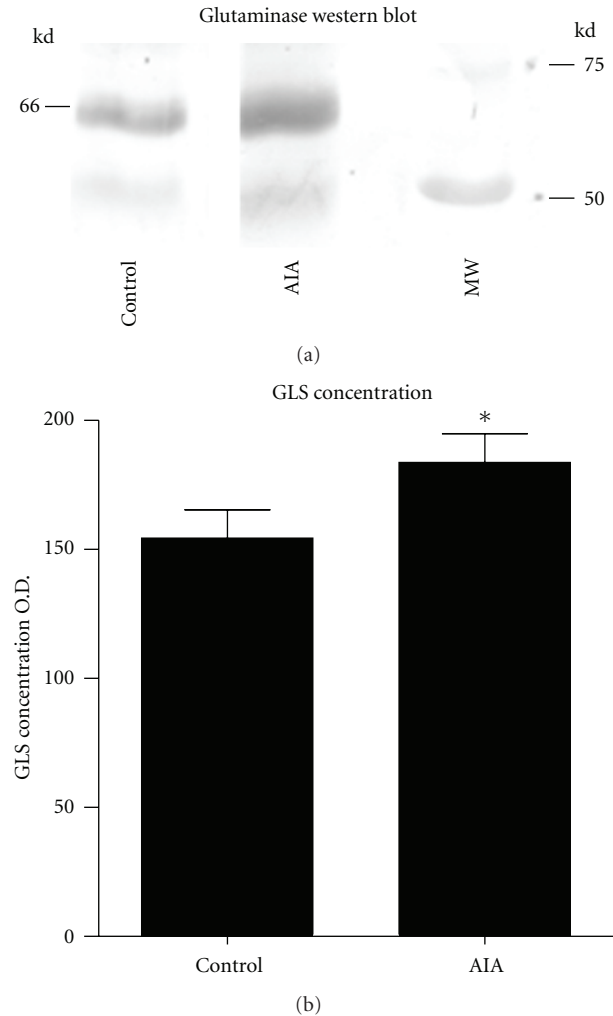 Glutaminase western blot
kd
kd
75
66
50
Control
AIA
MW
(a)
GLS concentration
200
150
100
50
0
GLS concentration O.D.
*
Control
AIA
(b)